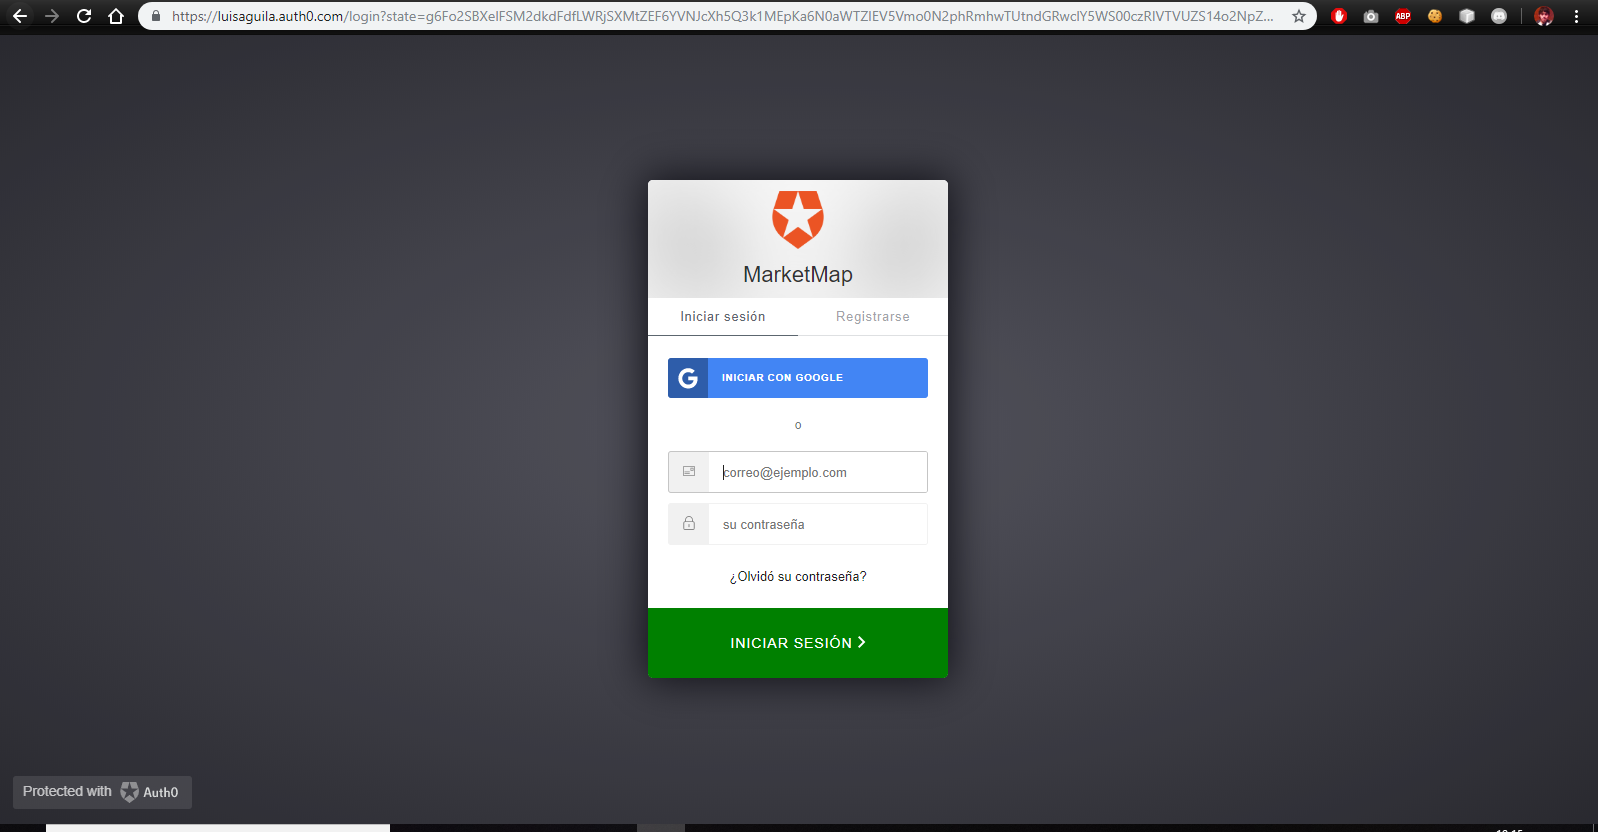 https://luisaguila.auth0.com/login?state=
ABP
MarketMap
Iniciar sesión
Registrarse
G
INICIAR CON GOOGLE
o
correo@ejemplo.com
su contraseña
¿Olvidó su contraseña?
INICIAR SESIÓN
Protected with
Auth0